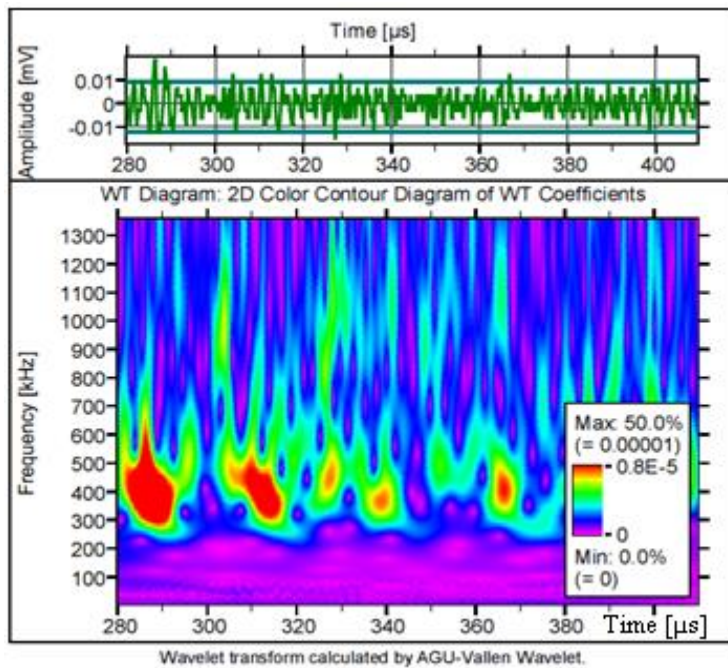 Time [µs]
Amplitude [mV]
0.01
0
-0.01
280 300 320 340 360 380 400
WT Diagram: 2D Color Contour Diagram of WT Coefficients
Frequency [kHz]
1300
1200
1100
1000
900
800
700
600
500
400
300
200
100
Max: 50.0%
(= 0.00001)
0.8E-5
0
Min: 0.0%
(= 0)
280 300 320 340 360 380 400
Time [µs]
Wavelet transform calculated by AGU-Vallen Wavelet.